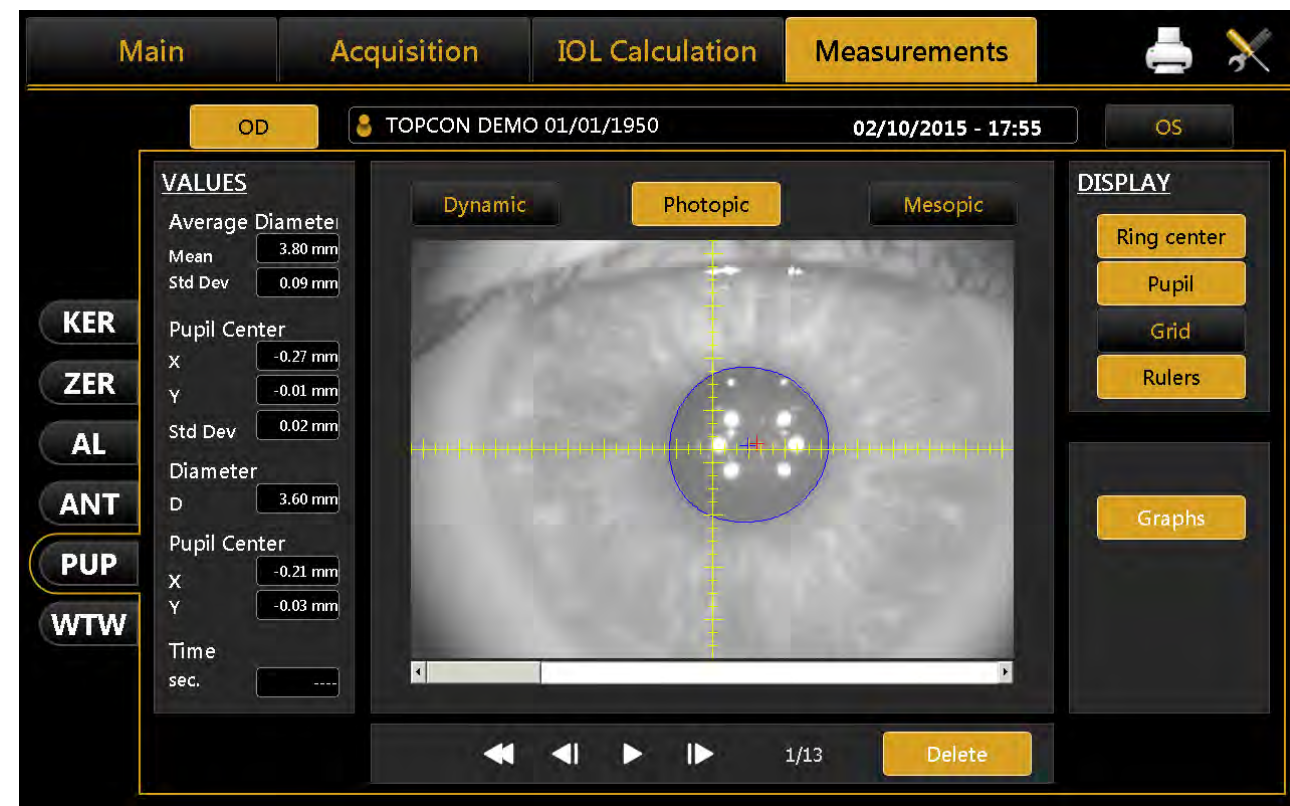 Main Acquisition IOL Calculation Measurements
OD TOPCON DEMO 01/01/1950 02/10/2015 - 17:55 OS
VALUES
Average Diameter
Mean 3.80 mm
Std Dev 0.09 mm
Pupil Center
X -0.27 mm
Y -0.01 mm
Std Dev 0.02 mm
Diameter
D 3.60 mm
Pupil Center
X -0.21 mm
Y -0.03 mm
Time
sec. ----
KER
ZER
AL
ANT
PUP
WTW
Dynamic Photopic Mesopic
DISPLAY
Ring center
Pupil
Grid
Rulers
Graphs
1/13 Delete